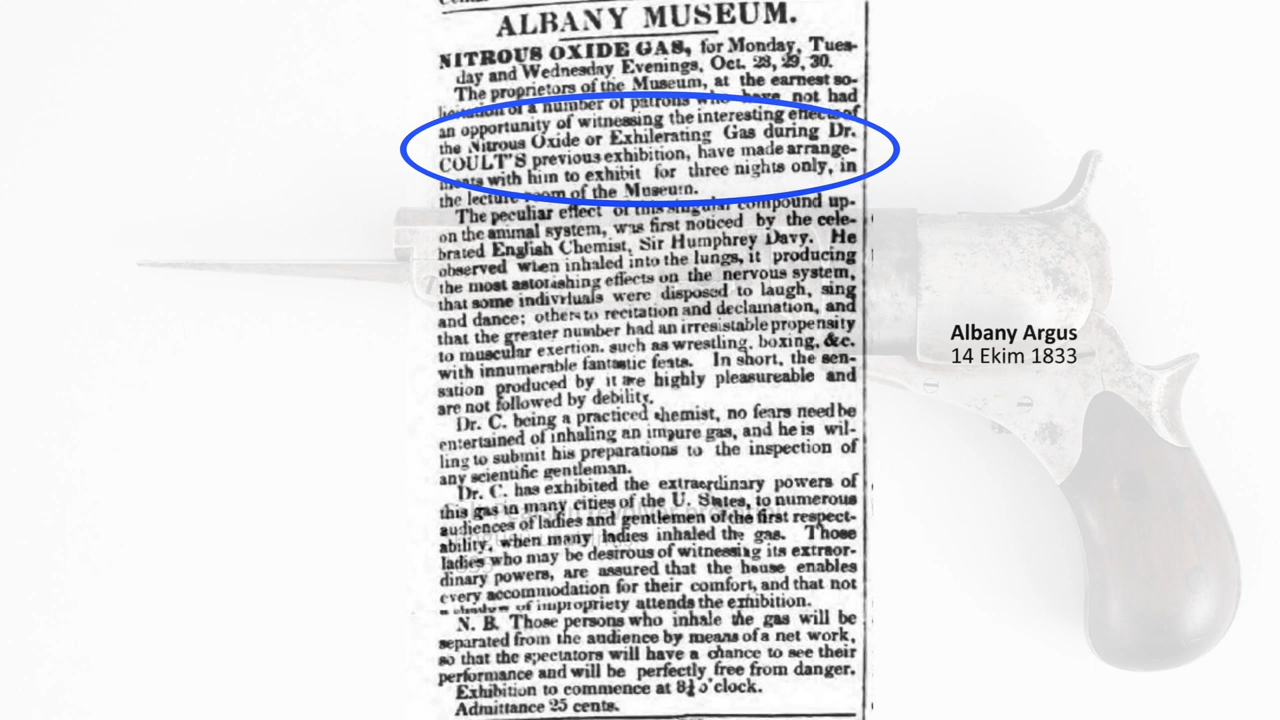 ALBANY MUSEUM.
NITROUS OXIDE GAS, for Monday, Tues-
day and Wednesday Evenings, Oct. 28, 29, 30.
The proprietors of the Museum, at the earnest so-
licitation of a number of patrons who have not had
an opportunity of witnessing the interesting effects of
the Nitrous Oxide or Exhilerating Gas during Dr.
COULT'S previous exhibition, have made arrange-
ments with him to exhibit for three nights only, in
the lecture room of the Museum.
The peculiar effect of this singular compound up-
on the animal system, was first noticed by the cele-
brated English Chemist, Sir Humphrey Davy. He
observed when inhaled into the lungs, it producing
the most astonishing effects on the nervous system,
that some individuals were disposed to laugh, sing
and dance; others to recitation and declamation, and
that the greater number had an irresistable propensity
to muscular exertion, such as wrestling, boxing, &c.
with innumerable fantastic feats. In short, the sen-
sation produced by it are highly pleasureable and
are not followed by debility.
Dr. C. being a practiced chemist, no fears need be
entertained of inhaling an impure gas, and he is wil-
ling to submit his preparations to the inspection of
any scientific gentleman.
Dr. C. has exhibited the extraordinary powers of
this gas in many cities of the U. States, to numerous
audiences of ladies and gentlemen of the first respect-
ability, when many ladies inhaled the gas. Those
ladies who may be desirous of witnessing its extraor-
dinary powers, are assured that the house enables
every accommodation for their comfort, and that not
a shadow of impropriety attends the exhibition.
N. B. Those persons who inhale the gas will be
separated from the audience by means of a net work,
so that the spectators will have a chance to see their
performance and will be perfectly free from danger.
Exhibition to commence at 8½ o'clock.
Admittance 25 cents.
Albany Argus
14 Ekim 1833